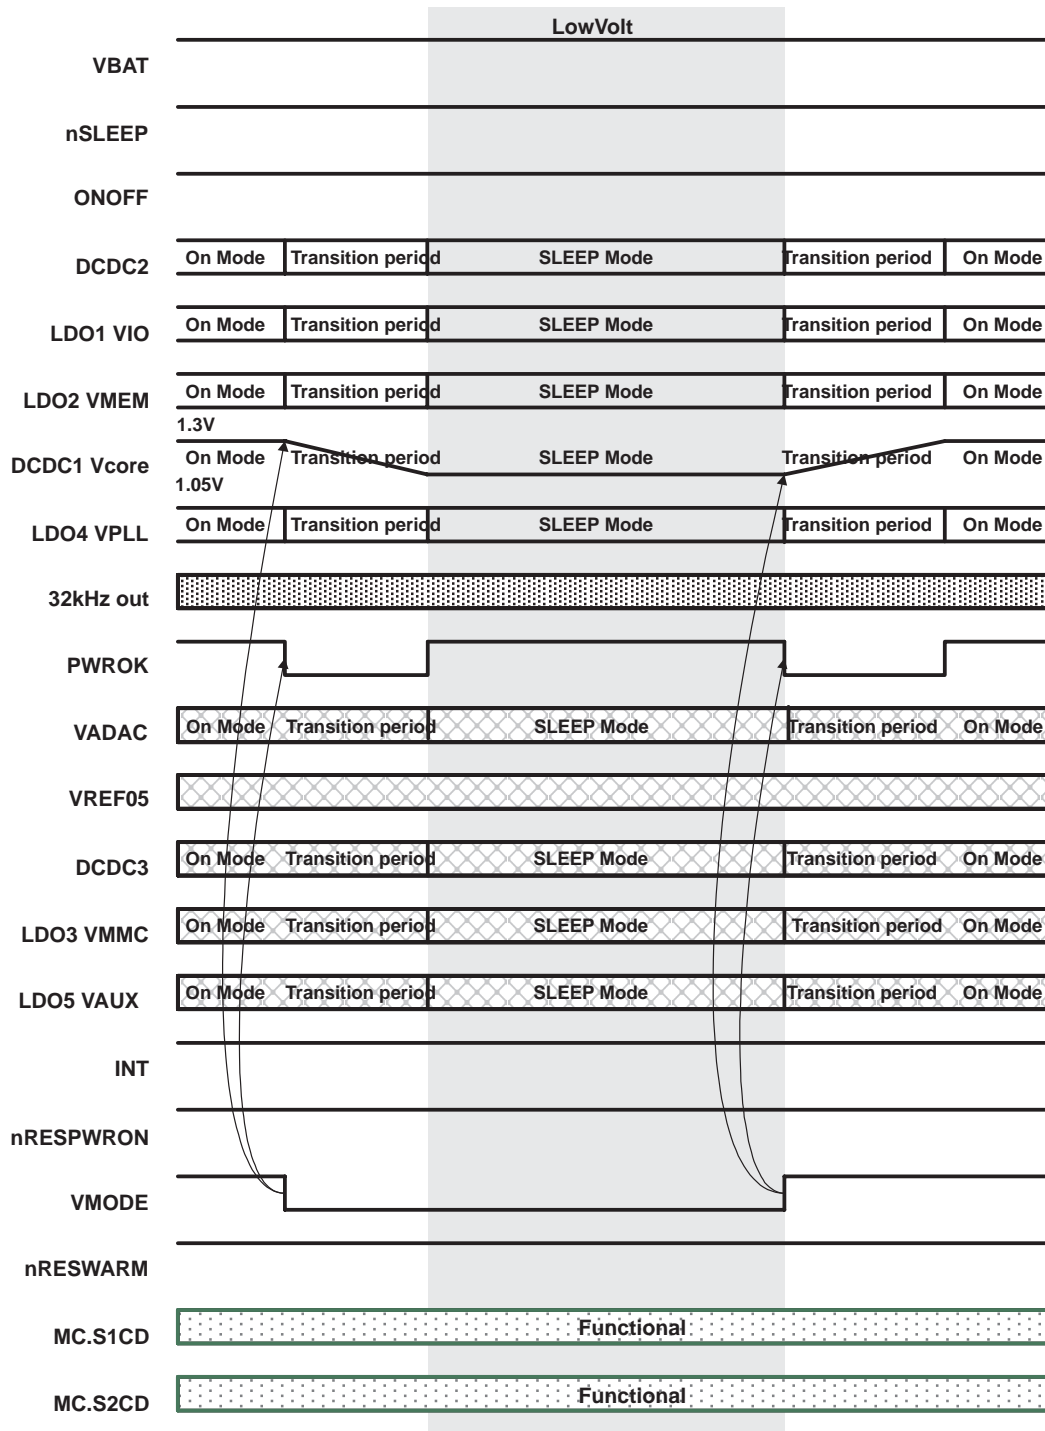 LowVolt
VBAT
nSLEEP
ONOFF
DCDC2 On Mode Transition period SLEEP Mode Transition period On Mode
LDO1 VIO On Mode Transition period SLEEP Mode Transition period On Mode
LDO2 VMEM On Mode Transition period SLEEP Mode Transition period On Mode
1.3V
DCDC1 Vcore On Mode Transition period SLEEP Mode Transition period On Mode
1.05V
LDO4 VPLL On Mode Transition period SLEEP Mode Transition period On Mode
32kHz out
PWROK
VADAC On Mode Transition period SLEEP Mode Transition period On Mode
VREF05
DCDC3 On Mode Transition period SLEEP Mode Transition period On Mode
LDO3 VMMC On Mode Transition period SLEEP Mode Transition period On Mode
LDO5 VAUX On Mode Transition period SLEEP Mode Transition period On Mode
INT
nRESPWRON
VMODE
nRESWARM
MC.S1CD Functional
MC.S2CD Functional